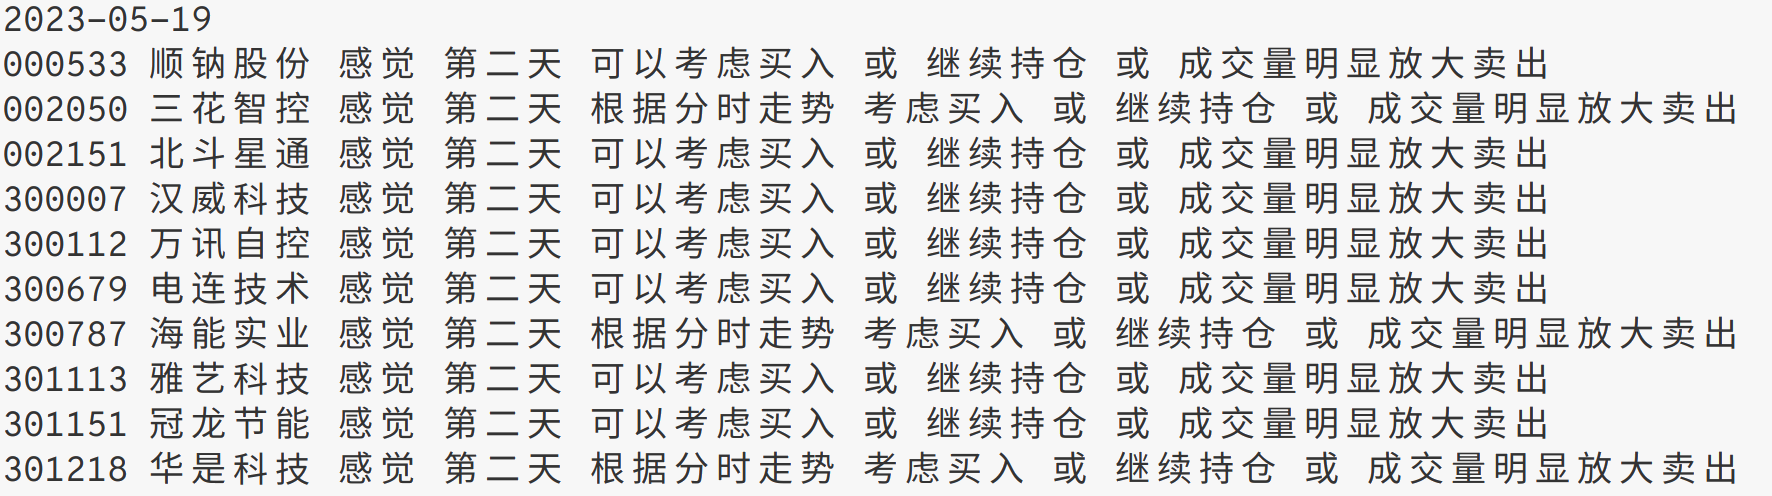 2023-05-19
000533 顺钠股份 感觉 第二天 可以考虑买入 或 继续持仓 或 成交量明显放大卖出
002050 三花智控 感觉 第二天 根据分时走势 考虑买入 或 继续持仓 或 成交量明显放大卖出
002151 北斗星通 感觉 第二天 可以考虑买入 或 继续持仓 或 成交量明显放大卖出
300007 汉威科技 感觉 第二天 可以考虑买入 或 继续持仓 或 成交量明显放大卖出
300112 万讯自控 感觉 第二天 可以考虑买入 或 继续持仓 或 成交量明显放大卖出
300679 电连技术 感觉 第二天 可以考虑买入 或 继续持仓 或 成交量明显放大卖出
300787 海能实业 感觉 第二天 根据分时走势 考虑买入 或 继续持仓 或 成交量明显放大卖出
301113 雅艺科技 感觉 第二天 可以考虑买入 或 继续持仓 或 成交量明显放大卖出
301151 冠龙节能 感觉 第二天 可以考虑买入 或 继续持仓 或 成交量明显放大卖出
301218 华是科技 感觉 第二天 根据分时走势 考虑买入 或 继续持仓 或 成交量明显放大卖出